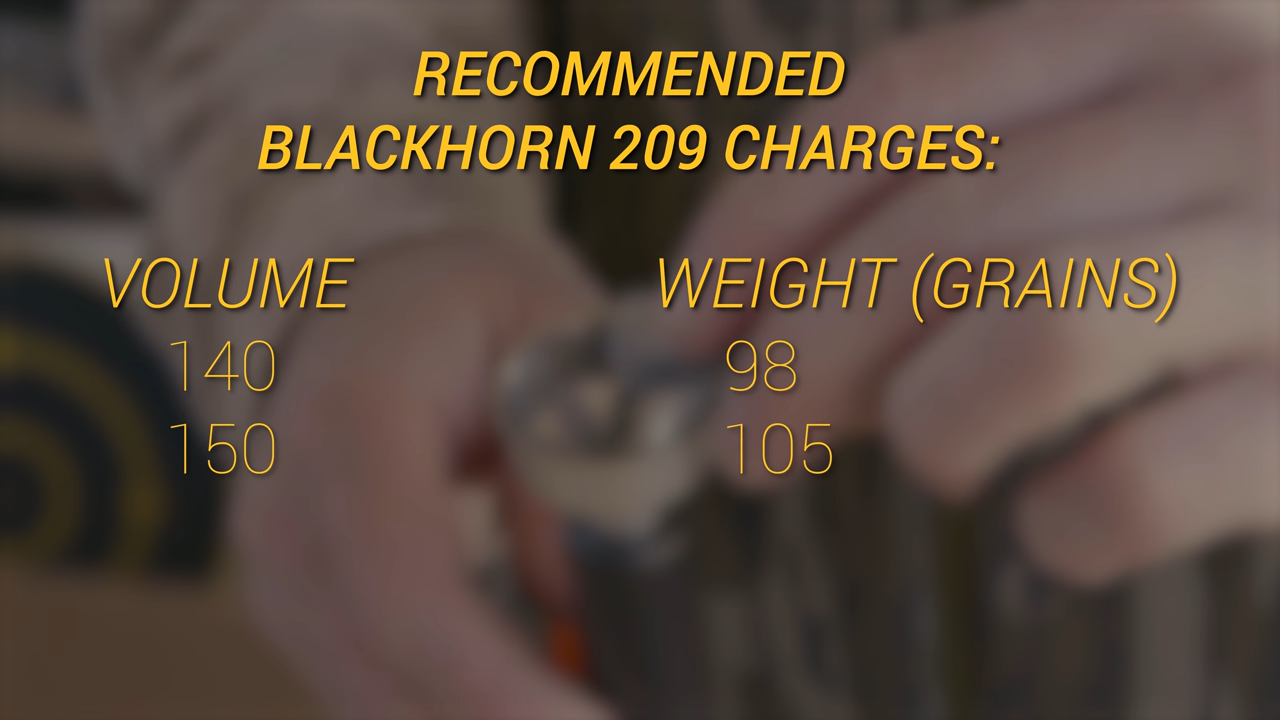 RECOMMENDED
BLACKHORN 209 CHARGES:
VOLUME WEIGHT (GRAINS)
140 98
150 105